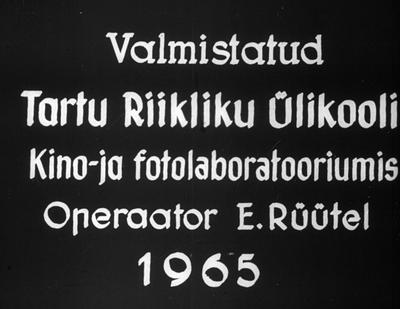 Valmistatud
Tartu Riikliku Ülikooli
Kino-ja fotolaboratooriumis
Operaator E. Rüütel
1965